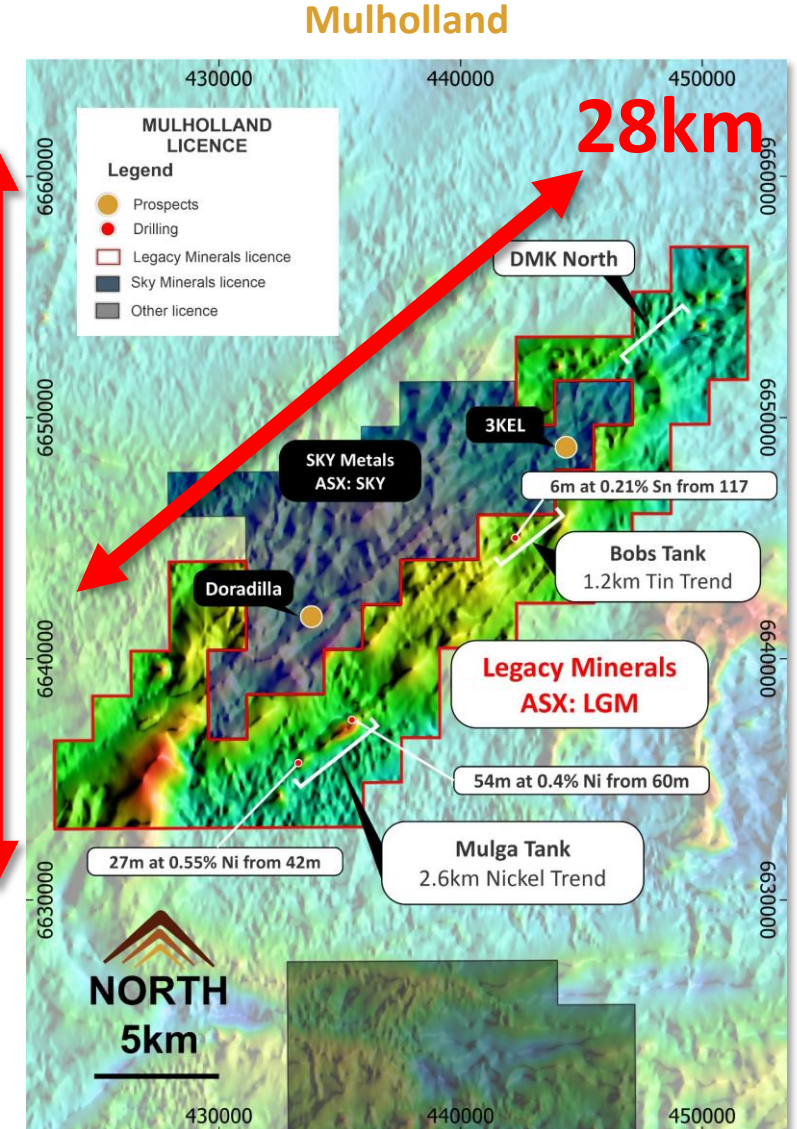 Mulholland
430000
440000
450000
28km
MULHOLLAND
LICENCE
Legend
Prospects
Drilling
Legacy Minerals licence
Sky Minerals licence
Other licence
6660000
6660000
DMK North
6650000
6650000
3KEL
SKY Metals
ASX: SKY
6m at 0.21% Sn from 117
Bobs Tank
1.2km Tin Trend
Doradilla
6640000
6640000
Legacy Minerals
ASX: LGM
54m at 0.4% Ni from 60m
27m at 0.55% Ni from 42m
Mulga Tank
2.6km Nickel Trend
6630000
6630000
NORTH
5km
430000
440000
450000